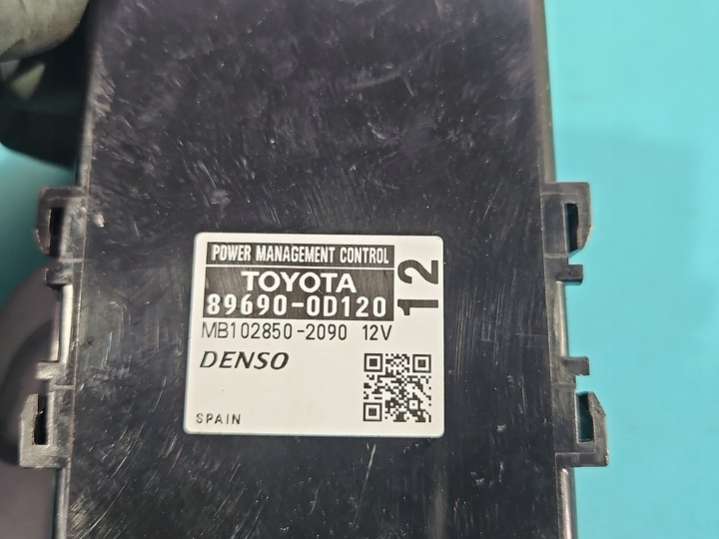 POWER MANAGEMENT CONTROL
TOYOTA
89690-0D120
12
MB102850-2090 12V
DENSO
SPAIN